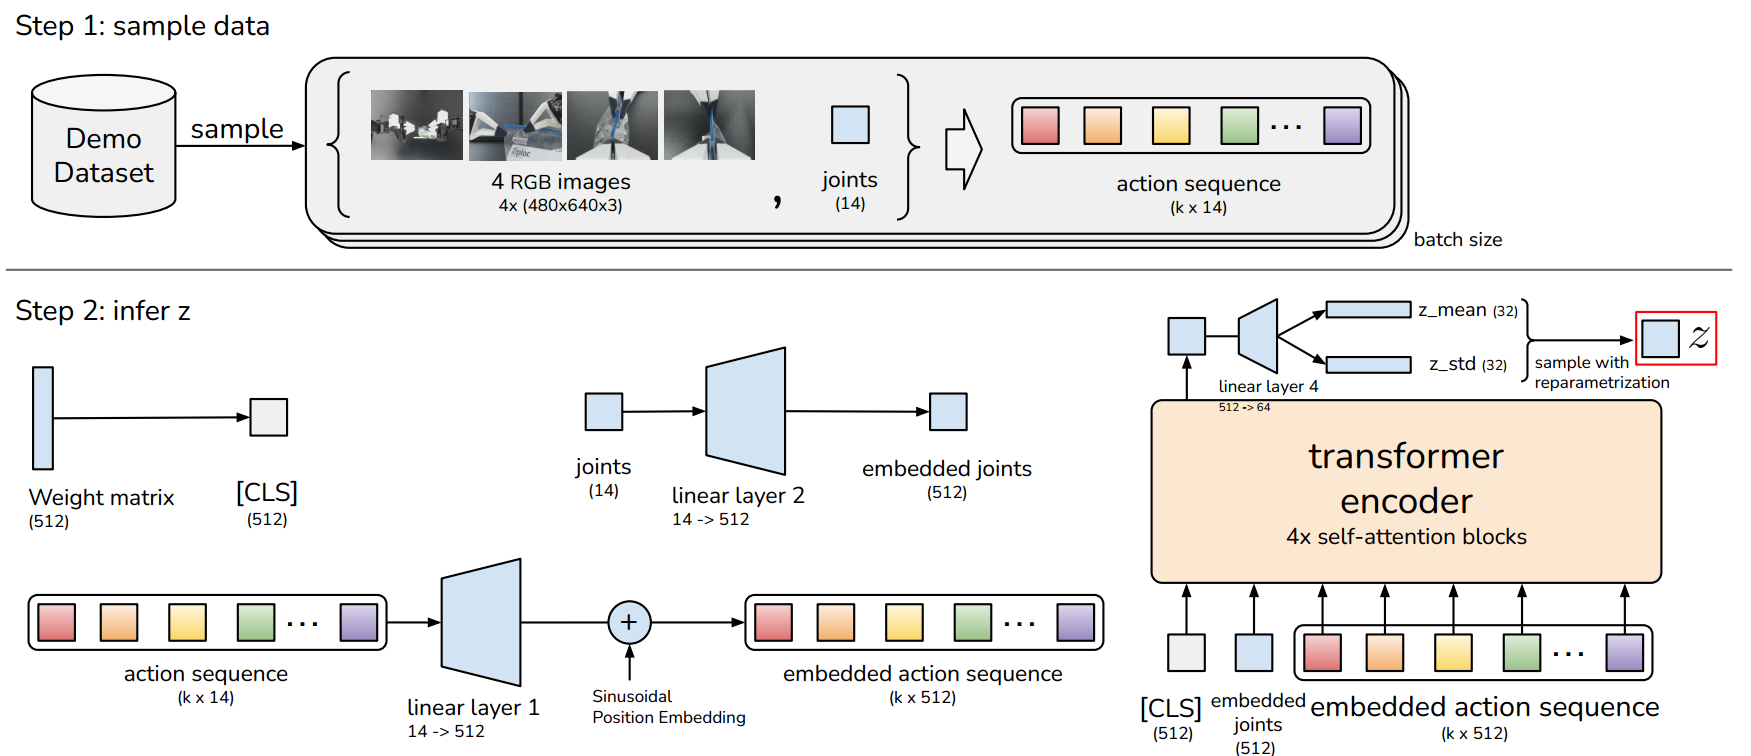 Step 1: sample data
Demo
Dataset
sample
4 RGB images
4x (480x640x3)
,
joints
(14)
...
action sequence
(k x 14)
batch size
Step 2: infer z
Weight matrix
(512)
[CLS]
(512)
joints
(14)
linear layer 2
14 -> 512
embedded joints
(512)
...
action sequence
(k x 14)
linear layer 1
14 -> 512
+
Sinusoidal
Position Embedding
...
embedded action sequence
(k x 512)
linear layer 4
512 -> 64
z_mean (32)
z_std (32)
sample with
reparametrization
z
transformer
encoder
4x self-attention blocks
...
[CLS]
(512)
embedded
joints
(512)
embedded action sequence
(k x 512)
Ziploc